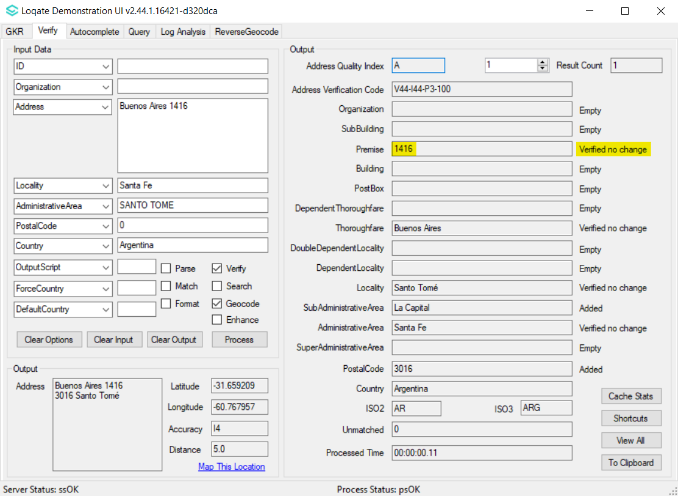 Loqate Demonstration UI v2.44.1.16421-d320dca
GKR Verify Autocomplete Query Log Analysis ReverseGeocode
Input Data
ID
Organization
Address Buenos Aires 1416
Locality Santa Fe
AdministrativeArea SANTO TOME
PostalCode 0
Country Argentina
OutputScript Parse Verify
ForceCountry Match Search
DefaultCountry Format Geocode
Enhance
Clear Options Clear Input Clear Output Process
Output
Address Buenos Aires 1416
3016 Santo Tomé
Latitude -31.659209
Longitude -60.767957
Accuracy I4
Distance 5.0
Map This Location
Output
Address Quality Index A 1 Result Count 1
Address Verification Code V44-I44-P3-100
Organization Empty
SubBuilding Empty
Premise 1416 Verified no change
Building Empty
PostBox Empty
DependentThoroughfare Empty
Thoroughfare Buenos Aires Verified no change
DoubleDependentLocality Empty
DependentLocality Empty
Locality Santo Tomé Verified no change
SubAdministrativeArea La Capital Added
AdministrativeArea Santa Fe Verified no change
SuperAdministrativeArea Empty
PostalCode 3016 Added
Country Argentina
ISO2 AR ISO3 ARG
Unmatched 0
Processed Time 00:00:00.11
Cache Stats
Shortcuts
View All
To Clipboard
Server Status: ssOK Process Status: psOK